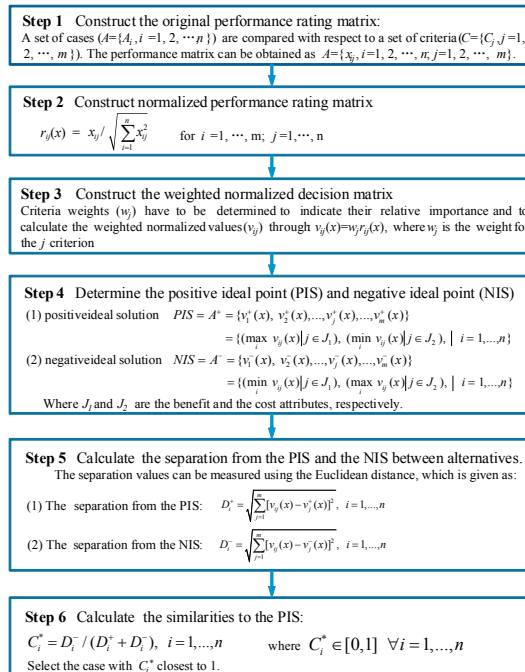 Step 1 Construct the original performance rating matrix:
A set of cases (A={A_i, i =1, 2, ⋯n}) are compared with respect to a set of criteria(C={C_j, j=1,
2, ⋯, m}). The performance matrix can be obtained as A={x_ij, i=1, 2, ⋯, n; j=1, 2, ⋯, m}.
Step 2 Construct normalized performance rating matrix
r_ij(x) = x_ij / √(∑_{i=1}^{n} x_ij^2) for i =1, ⋯, m; j=1,⋯, n
Step 3 Construct the weighted normalized decision matrix
Criteria weights (w_j) have to be determined to indicate their relative importance and to
calculate the weighted normalized values(v_ij) through v_ij(x)=w_j r_ij(x), where w_j is the weight for
the j criterion
Step 4 Determine the positive ideal point (PIS) and negative ideal point (NIS)
(1) positiveideal solution PIS = A^+ = {v_1^+(x), v_2^+(x),...,v_j^+(x),...,v_m^+(x)}
= {(max_i v_ij(x)|j∈J_1), (min_i v_ij(x)|j∈J_2), | i = 1,...,n}
(2) negativeideal solution NIS = A^- = {v_1^-(x), v_2^-(x),...,v_j^-(x),...,v_m^-(x)}
= {(min_i v_ij(x)|j∈J_1), (max_i v_ij(x)|j∈J_2), | i = 1,...,n}
Where J_1 and J_2 are the benefit and the cost attributes, respectively.
Step 5 Calculate the separation from the PIS and the NIS between alternatives.
The separation values can be measured using the Euclidean distance, which is given as:
(1) The separation from the PIS: D_i^+ = √(∑_{j=1}^{m} [v_ij(x)−v_j^+(x)]^2), i=1,...,n
(2) The separation from the NIS: D_i^- = √(∑_{j=1}^{m} [v_ij(x)−v_j^-(x)]^2), i=1,...,n
Step 6 Calculate the similarities to the PIS:
C_i^* = D_i^- / (D_i^+ + D_i^-), i=1,...,n where C_i^* ∈[0,1] ∀i=1,...,n
Select the case with C_i^* closest to 1.